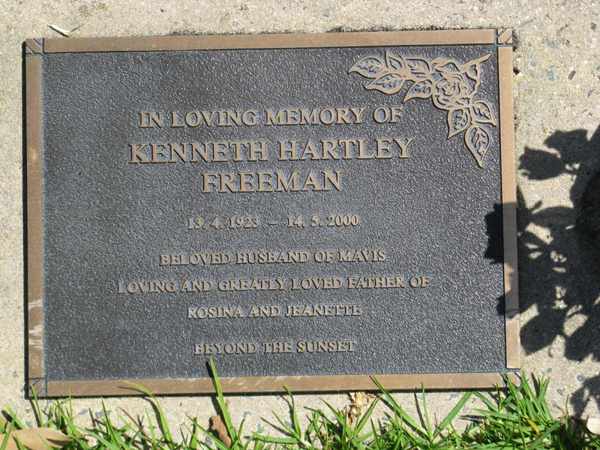 IN LOVING MEMORY OF
KENNETH HARTLEY
FREEMAN
13. 4. 1923 – 14. 5. 2000
BELOVED HUSBAND OF MAVIS
LOVING AND GREATLY LOVED FATHER OF
ROSINA AND JEANETTE
BEYOND THE SUNSET